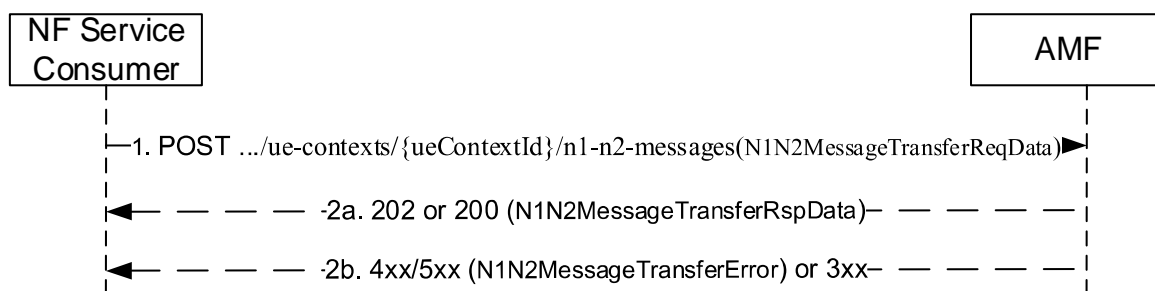 NF Service
Consumer
AMF
1. POST .../ue-contexts/{ueContextId}/n1-n2-messages(N1N2MessageTransferReqData)
2a. 202 or 200 (N1N2MessageTransferRspData)
2b. 4xx/5xx (N1N2MessageTransferError) or 3xx